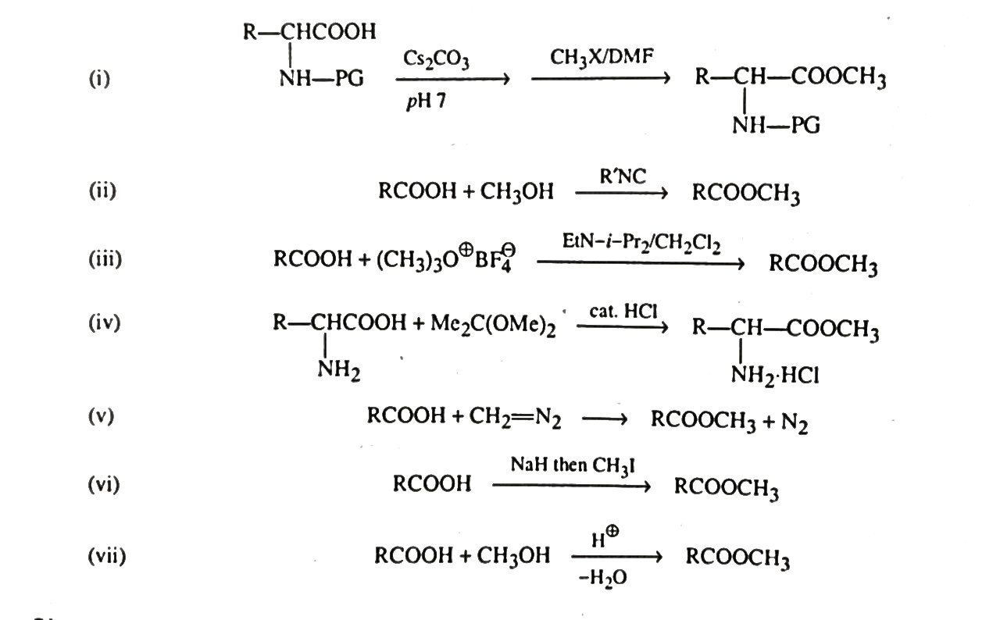 (i) R—CHCOOH
NH—PG
Cs₂CO₃
pH 7
CH₃X/DMF
R—CH—COOCH₃
NH—PG
(ii) RCOOH + CH₃OH R′NC RCOOCH₃
(iii) RCOOH + (CH₃)₃O⊕BF₄⊖ EtN–i–Pr₂/CH₂Cl₂ RCOOCH₃
(iv) R—CHCOOH + Me₂C(OMe)₂ cat. HCl R—CH—COOCH₃
NH₂ NH₂·HCl
(v) RCOOH + CH₂=N₂ → RCOOCH₃ + N₂
(vi) RCOOH NaH then CH₃I RCOOCH₃
(vii) RCOOH + CH₃OH H⊕ RCOOCH₃
–H₂O